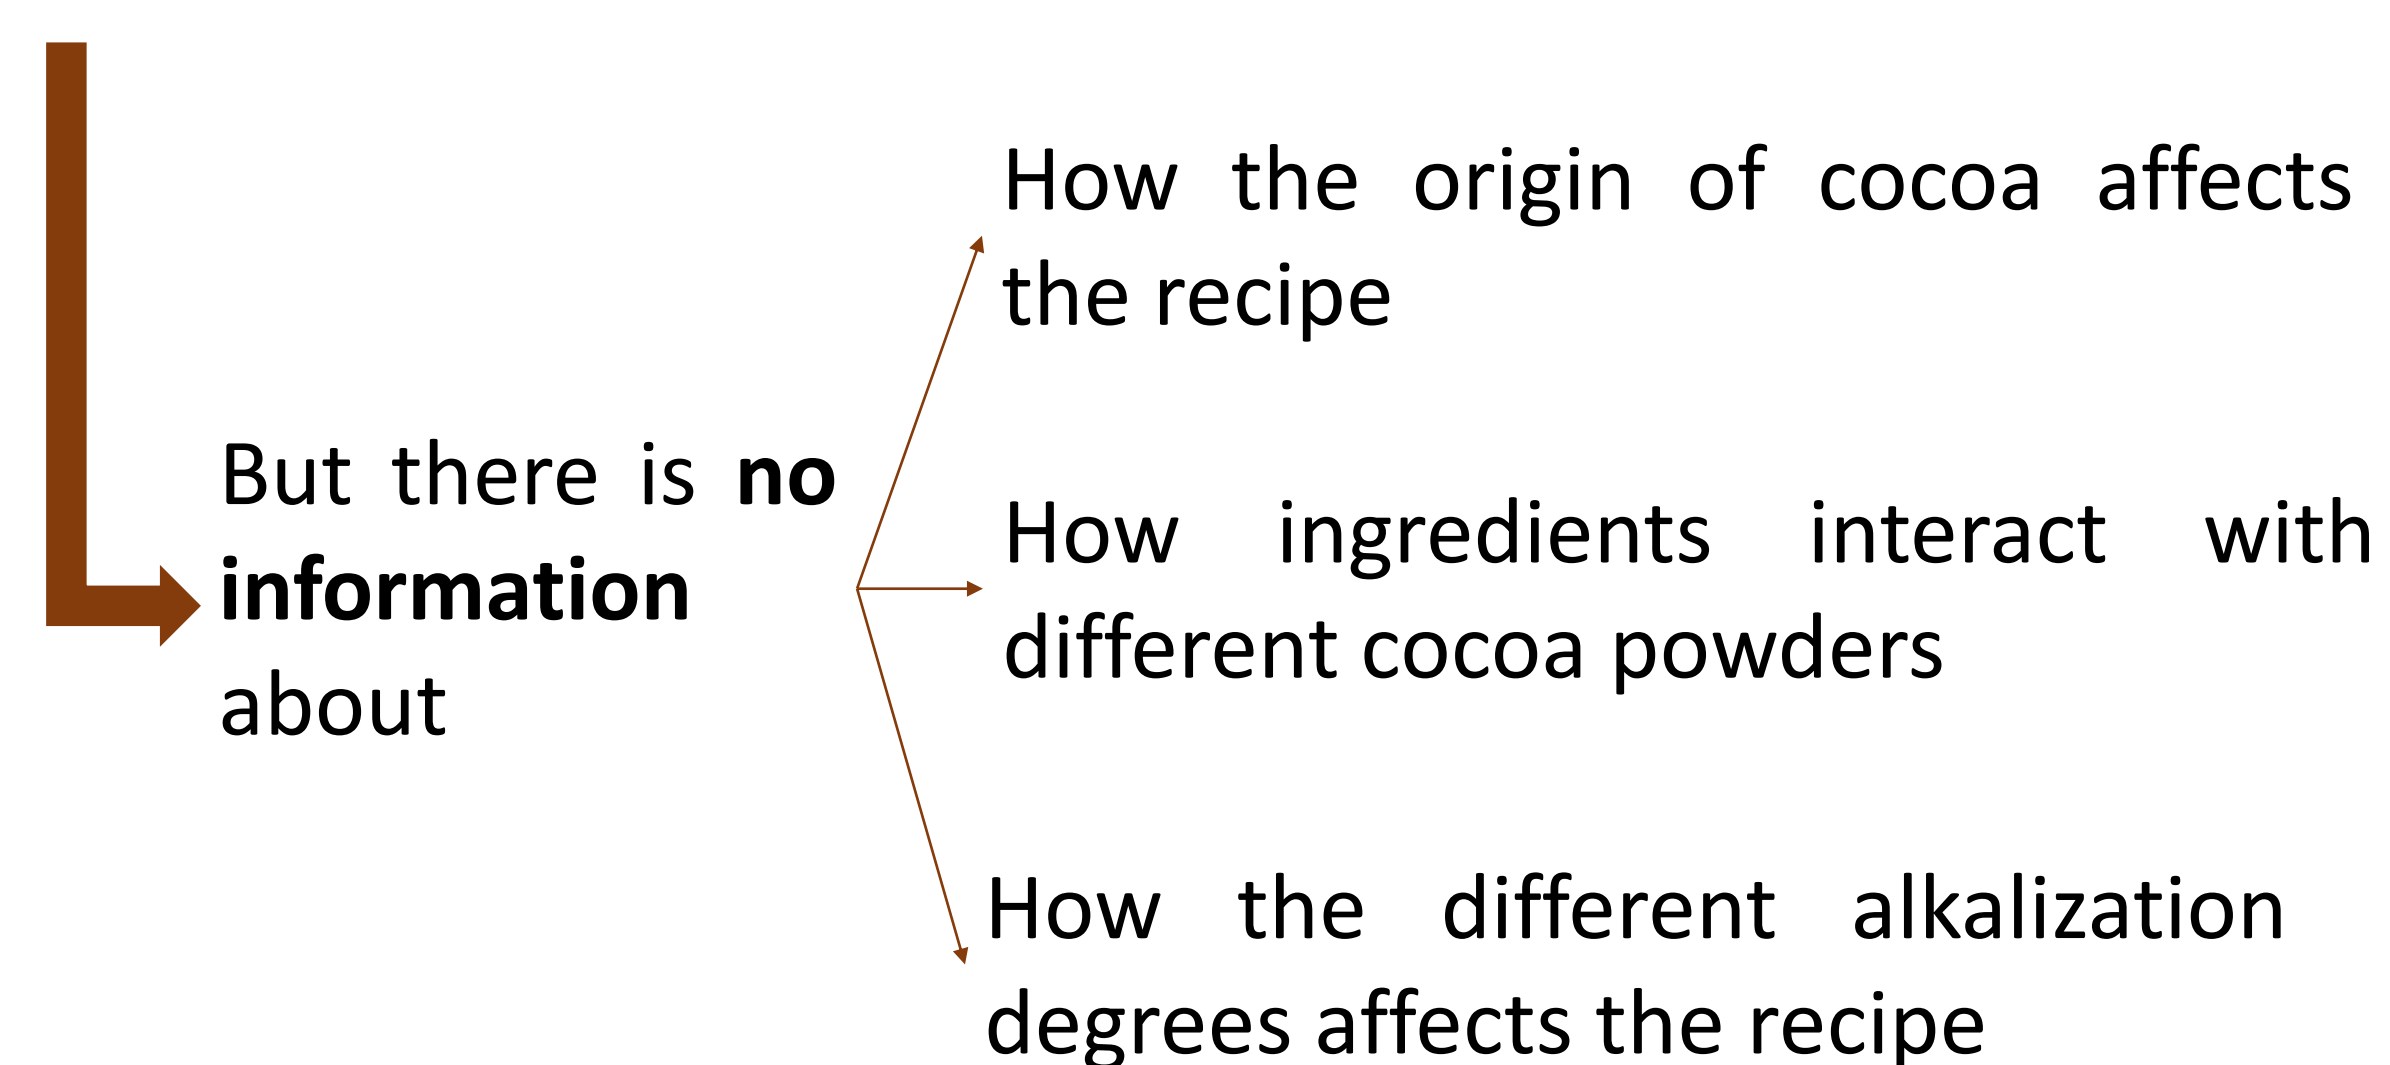 But there is no
information
about
How the origin of cocoa affects
the recipe
How ingredients interact with
different cocoa powders
How the different alkalization
degrees affects the recipe